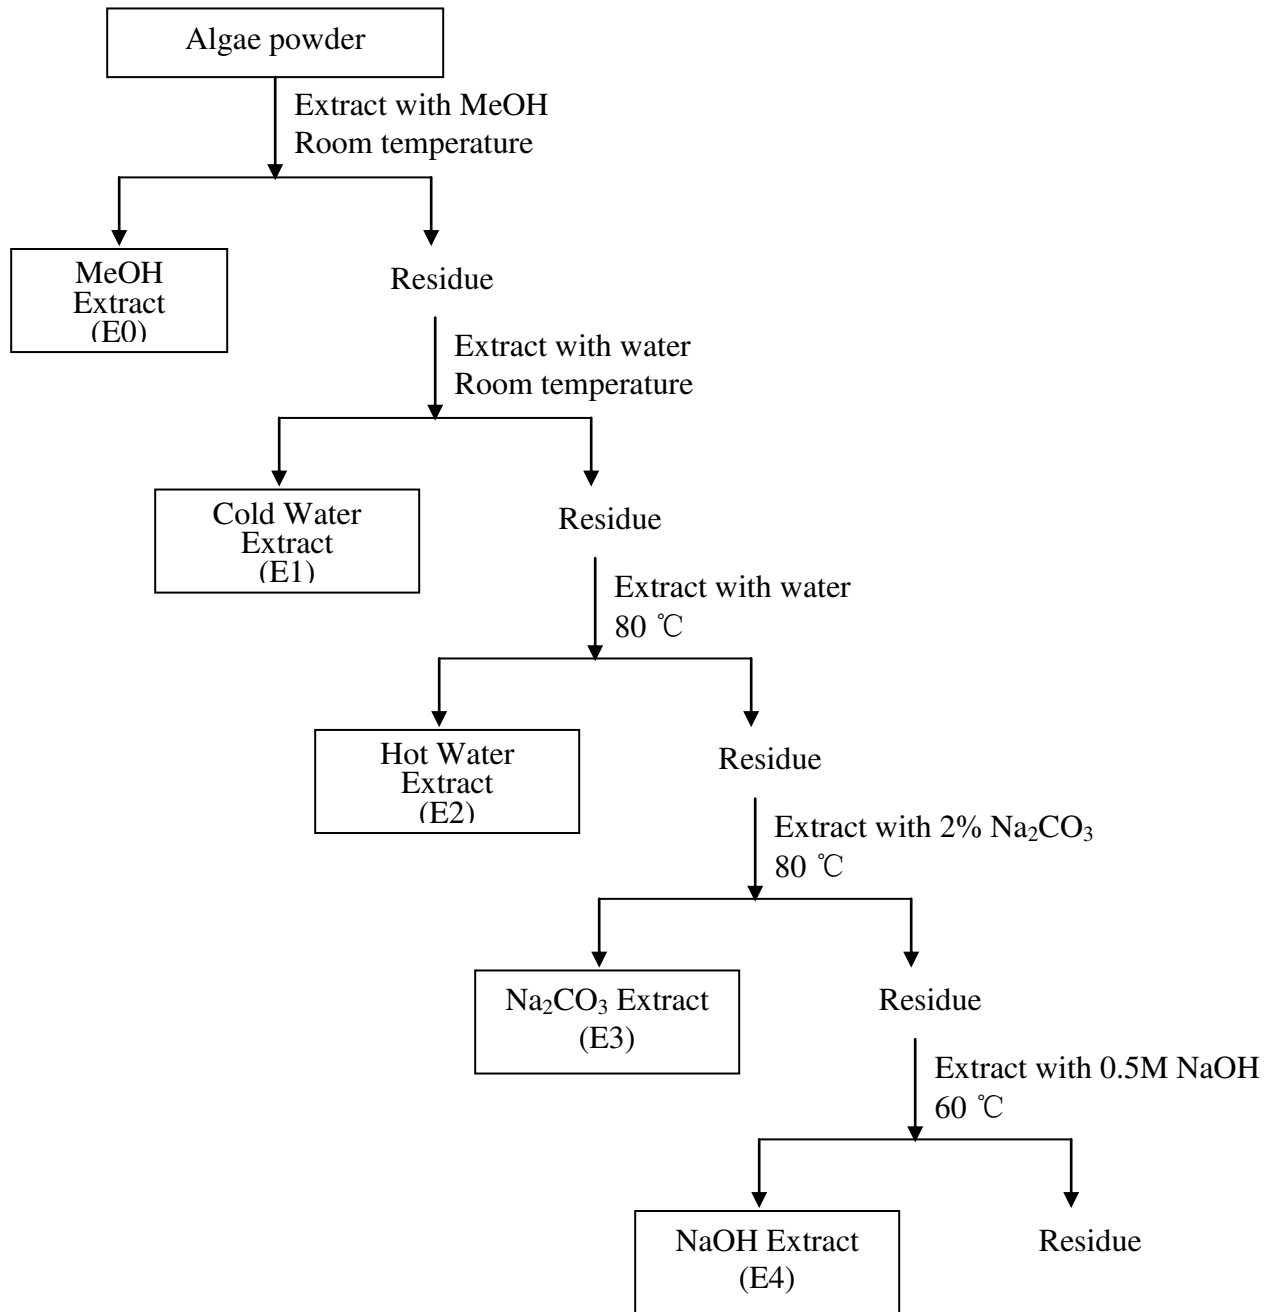 Algae powder
Extract with MeOH
Room temperature
MeOH
Extract
(E0)
Residue
Extract with water
Room temperature
Cold Water
Extract
(E1)
Residue
Extract with water
80 ℃
Hot Water
Extract
(E2)
Residue
Extract with 2% Na₂CO₃
80 ℃
Na₂CO₃ Extract
(E3)
Residue
Extract with 0.5M NaOH
60 ℃
NaOH Extract
(E4)
Residue